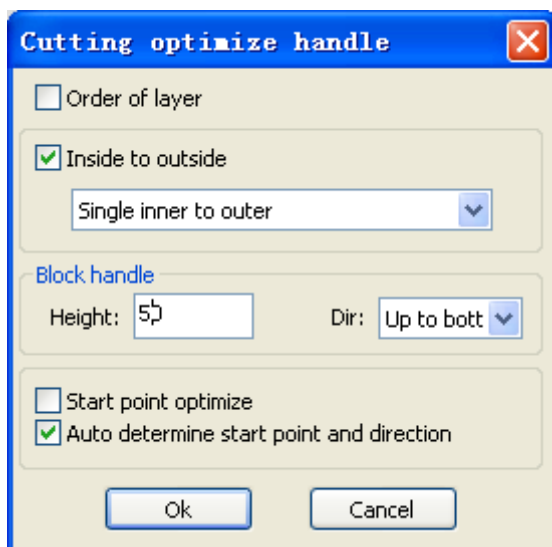 Cutting optimize handle
Order of layer
Inside to outside
Single inner to outer
Block handle
Height:
Dir: Up to bott
Start point optimize
Auto determine start point and direction
Ok Cancel